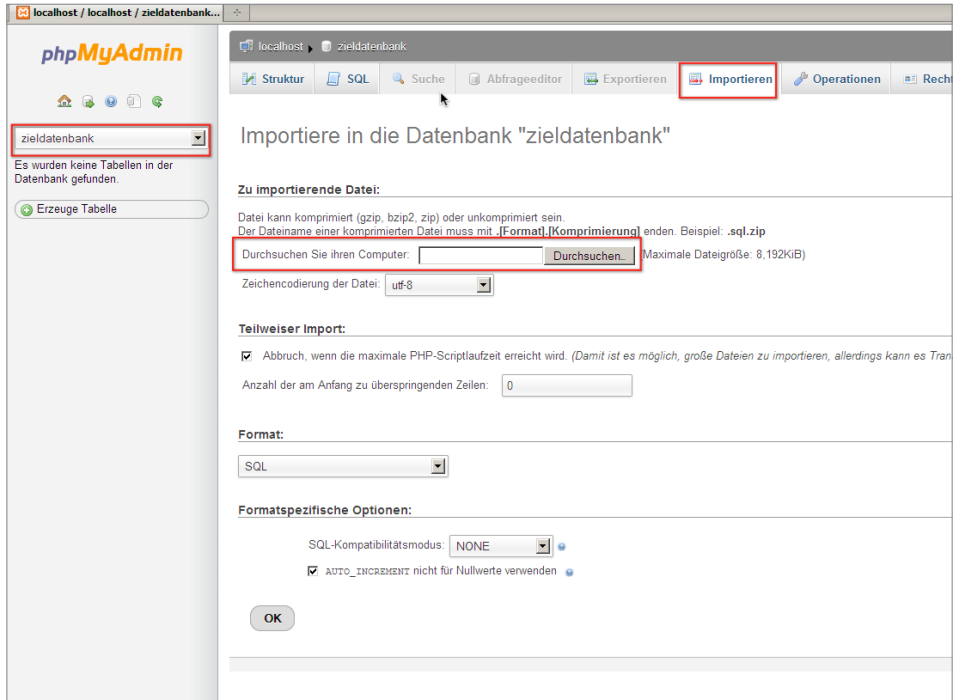 localhost / localhost / zieldatenbank...
phpMyAdmin
zieldatenbank
Es wurden keine Tabellen in der
Datenbank gefunden.
Erzeuge Tabelle
localhost zieldatenbank
Struktur SQL Suche Abfrageeditor Exportieren Importieren Operationen Recht
Importiere in die Datenbank "zieldatenbank"
Zu importierende Datei:
Datei kann komprimiert (gzip, bzip2, zip) oder unkomprimiert sein.
Der Dateiname einer komprimierten Datei muss mit .[Format].[Komprimierung] enden. Beispiel: .sql.zip
Durchsuchen Sie ihren Computer: Durchsuchen... (Maximale Dateigröße: 8,192KiB)
Zeichencodierung der Datei: utf-8
Teilweiser Import:
Abbruch, wenn die maximale PHP-Scriptlaufzeit erreicht wird. (Damit ist es möglich, große Dateien zu importieren, allerdings kann es Tran
Anzahl der am Anfang zu überspringenden Zeilen: 0
Format:
SQL
Formatspezifische Optionen:
SQL-Kompatibilitätsmodus: NONE
AUTO_INCREMENT nicht für Nullwerte verwenden
OK